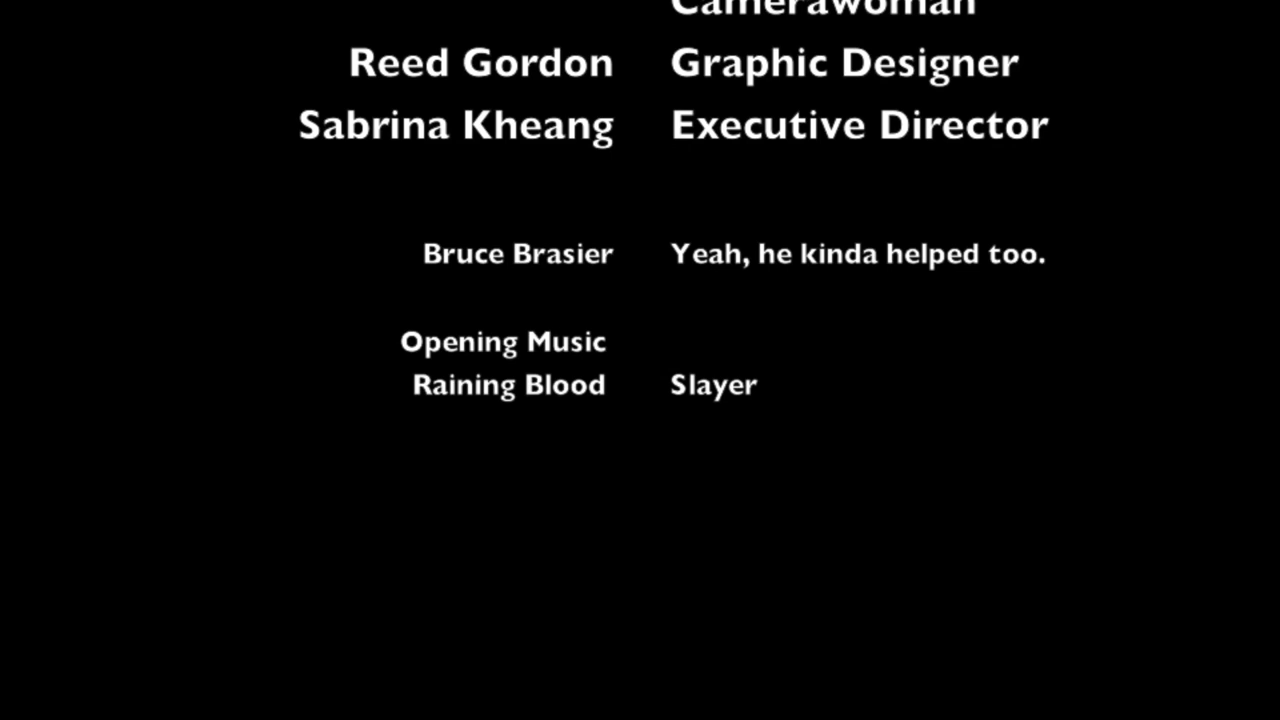 Camerawoman
Reed Gordon Graphic Designer
Sabrina Kheang Executive Director
Bruce Brasier Yeah, he kinda helped too.
Opening Music
Raining Blood Slayer